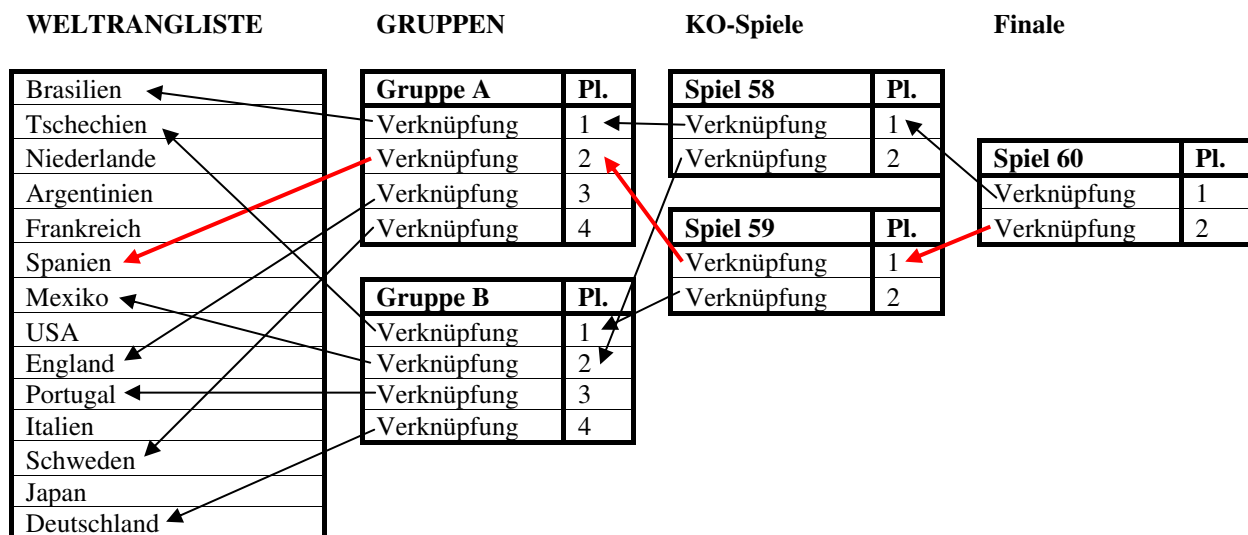 WELTRANGLISTE GRUPPEN KO-Spiele Finale
Brasilien
Tschechien
Niederlande
Argentinien
Frankreich
Spanien
Mexiko
USA
England
Portugal
Italien
Schweden
Japan
Deutschland
Gruppe A Pl.
Verknüpfung 1
Verknüpfung 2
Verknüpfung 3
Verknüpfung 4
Gruppe B Pl.
Verknüpfung 1
Verknüpfung 2
Verknüpfung 3
Verknüpfung 4
Spiel 58 Pl.
Verknüpfung 1
Verknüpfung 2
Spiel 59 Pl.
Verknüpfung 1
Verknüpfung 2
Spiel 60 Pl.
Verknüpfung 1
Verknüpfung 2